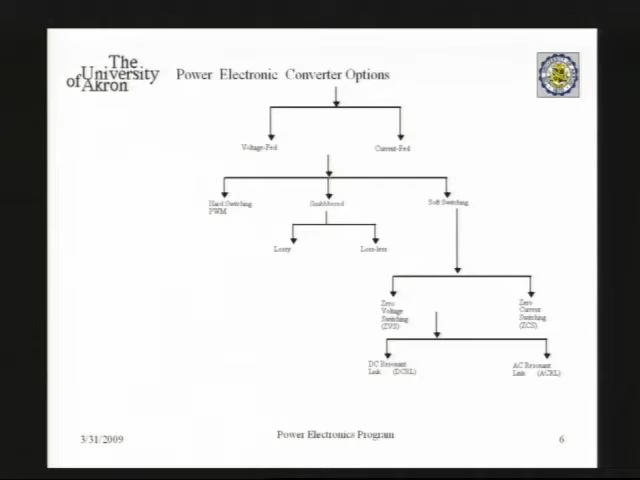 The
University
of Akron
Power Electronic Converter Options
Voltage-Fed
Current-Fed
Hard Switching
PWM
Snubbered
Soft Switching
Lossy
Loss-less
Zero
Voltage
Switching
(ZVS)
Zero
Current
Switching
(ZCS)
DC Resonant
Link (DCRL)
AC Resonant
Link (ACRL)
3/31/2009
Power Electronics Program
6